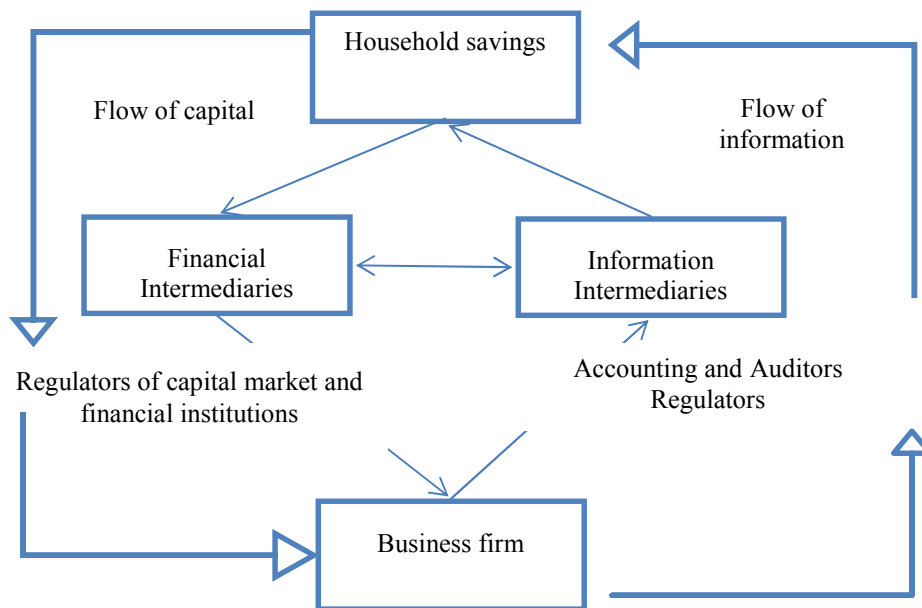 Household savings
Flow of capital
Flow of
information
Financial
Intermediaries
Information
Intermediaries
Regulators of capital market and
financial institutions
Accounting and Auditors
Regulators
Business firm